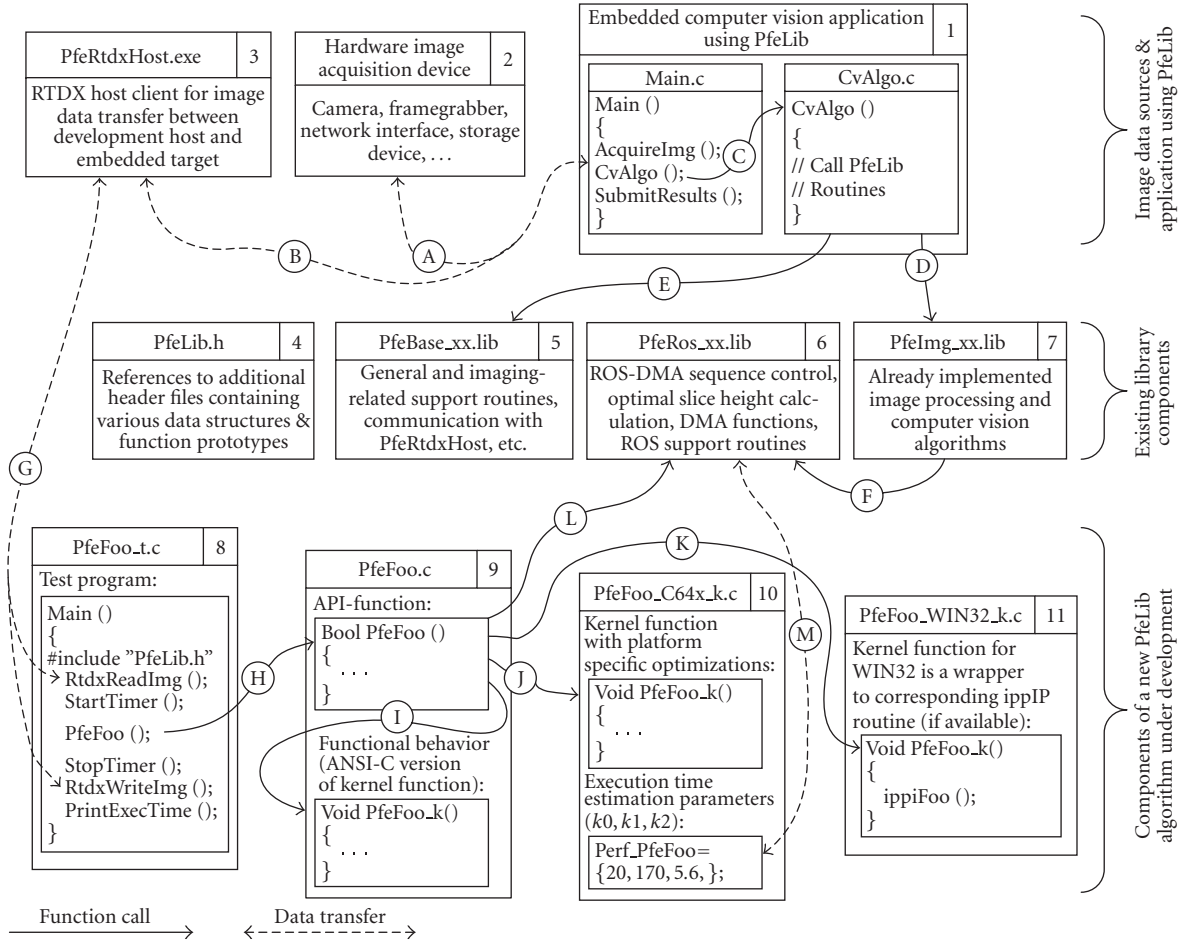 PfeRtdxHost.exe
3
RTDX host client for image
data transfer between
development host and
embedded target
Hardware image
acquisition device
2
Camera, framegrabber,
network interface, storage
device, . . .
Embedded computer vision application
using PfeLib
1
Main.c
Main ()
{
AcquireImg ();
CvAlgo ();
SubmitResults ();
}
CvAlgo.c
CvAlgo ()
{
// Call PfeLib
// Routines
}
Image data sources &
application using PfeLib
A
B
C
D
E
PfeLib.h
4
References to additional
header files containing
various data structures &
function prototypes
PfeBase_xx.lib
5
General and imaging-
related support routines,
communication with
PfeRtdxHost, etc.
PfeRos_xx.lib
6
ROS-DMA sequence control,
optimal slice height calc-
ulation, DMA functions,
ROS support routines
PfeImg_xx.lib
7
Already implemented
image processing and
computer vision
algorithms
Existing library
components
G
F
L
K
PfeFoo_t.c
8
Test program:
Main ()
{
#include ”PfeLib.h”
RtdxReadImg ();
StartTimer ();
PfeFoo ();
StopTimer ();
RtdxWriteImg ();
PrintExecTime ();
}
H
PfeFoo.c
9
API-function:
Bool PfeFoo ()
{
. . .
}
I
J
Functional behavior
(ANSI-C version
of kernel function):
Void PfeFoo_k()
{
. . .
}
PfeFoo_C64x_k.c
10
Kernel function
with platform
specific optimizations:
Void PfeFoo_k()
{
. . .
}
Execution time
estimation parameters
(k0, k1, k2):
Perf_PfeFoo=
{20, 170, 5.6, };
M
PfeFoo_WIN32_k.c
11
Kernel function for
WIN32 is a wrapper
to corresponding ippIP
routine (if available):
Void PfeFoo_k()
{
ippiFoo ();
}
Components of a new PfeLib
algorithm under development
Function call
Data transfer